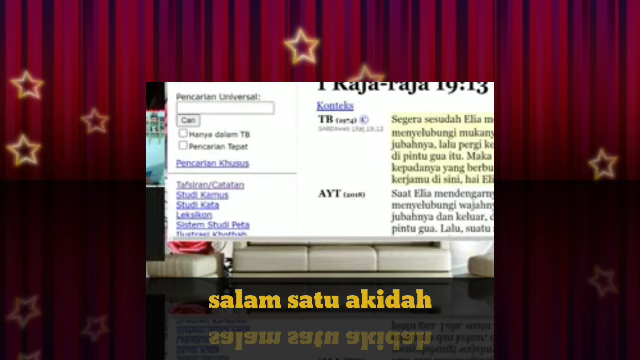 1 Raja-raja 19:13
Pencarian Universal:
Cari
Hanya dalam TB
Pencarian Tepat
Pencarian Khusus
Tafsiran/Catatan
Studi Kamus
Studi Kata
Leksikon
Sistem Studi Peta
Ilustrasi Khotbah
Konteks
TB (1974) ©
SABDAweb 1Raj 19:13
Segera sesudah Elia
menyelubungi mukany
jubahnya, lalu pergi ke
di pintu gua itu. Maka
kepadanya yang berbu
kerjamu di sini, hai Eli
AYT (2018)
Saat Elia mendengarny
menyelubungi wajahny
jubahnya dan keluar, d
pintu gua. Lalu, suatu
salam satu akidah